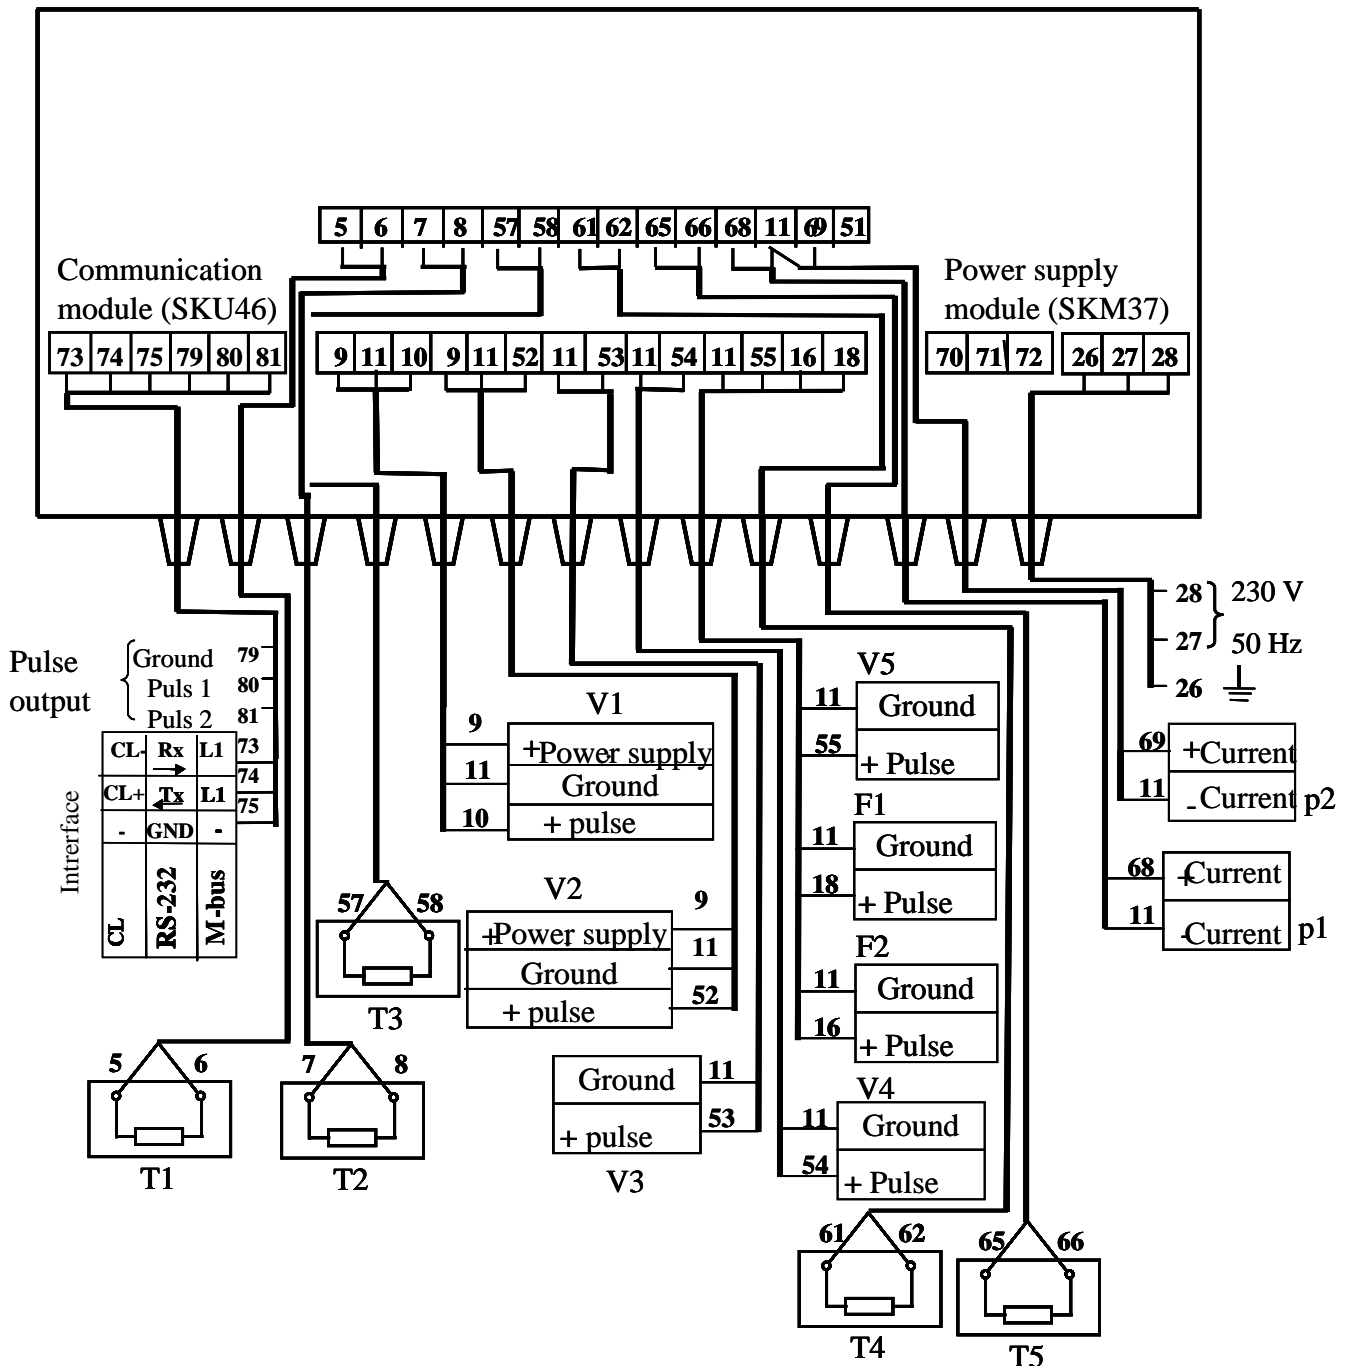 5 6 7 8 57 58 61 62 65 66 68 11 69 51
Communication
module (SKU46)
Power supply
module (SKM37)
73 74 75 79 80 81
9 11 10 9 11 52 11 53 11 54 11 55 16 18
70 71 72
26 27 28
28 230 V
27 50 Hz
26
Pulse
output
Ground 79
Puls 1 80
Puls 2 81
CL- Rx L1 73
74
CL+ Tx L1
75
- GND -
Intrerface
CL
RS-232
M-bus
V1
9 +Power supply
11 Ground
10 + pulse
V2
+Power supply 9
Ground 11
+ pulse 52
Ground 11
+ pulse 53
V3
V5
11 Ground
55 + Pulse
F1
11 Ground
18 + Pulse
F2
11 Ground
16 + Pulse
V4
11 Ground
54 + Pulse
69 +Current
11 -Current p2
68 +Current
11 -Current p1
57 58
T3
5 6
T1
7 8
T2
61 62
T4
65 66
T5